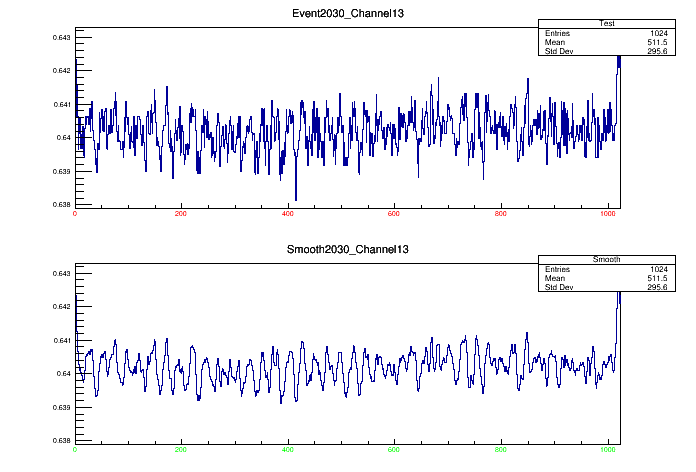 Event2030_Channel13
Test
Entries 1024
Mean 511.5
Std Dev 295.6
0.643
0.642
0.641
0.64
0.639
0.638
0 200 400 600 800 1000
Smooth2030_Channel13
Smooth
Entries 1024
Mean 511.5
Std Dev 295.6
0.643
0.642
0.641
0.64
0.639
0.638
0 200 400 600 800 1000